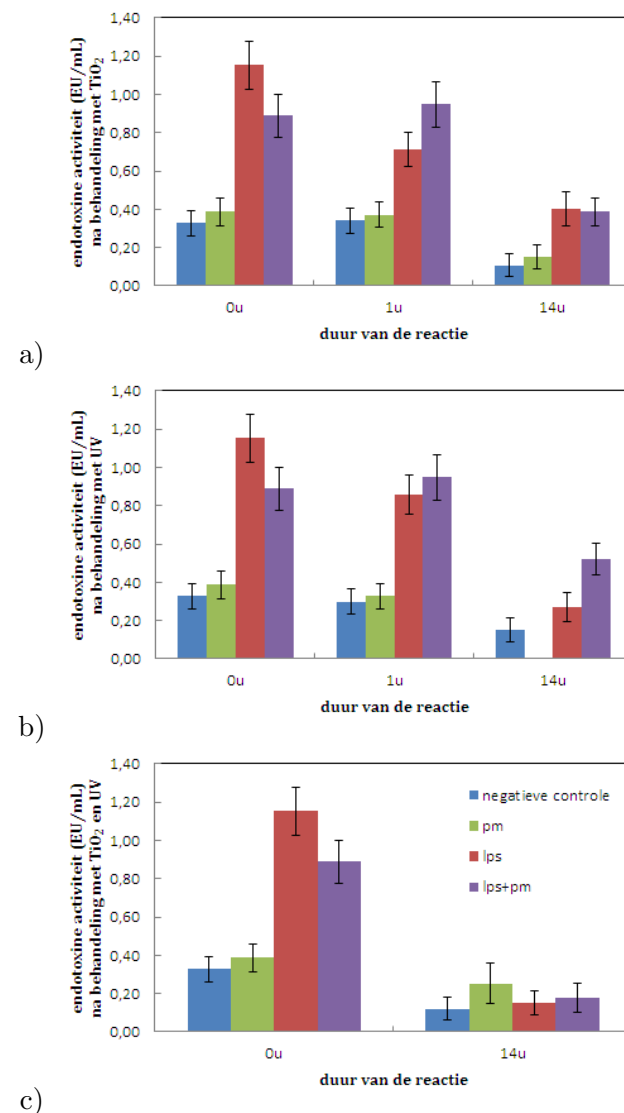 endotoxine activiteit (EU/mL)
na behandeling met TiO₂
1,40
1,20
1,00
0,80
0,60
0,40
0,20
0,00
0u 1u 14u
duur van de reactie
a)
endotoxine activiteit (EU/mL)
na behandeling met UV
1,40
1,20
1,00
0,80
0,60
0,40
0,20
0,00
0u 1u 14u
duur van de reactie
b)
endotoxine activiteit (EU/mL)
na behandeling met TiO₂ en UV
1,40
1,20
1,00
0,80
0,60
0,40
0,20
0,00
negatieve controle
pm
lps
lps+pm
0u 14u
duur van de reactie
c)